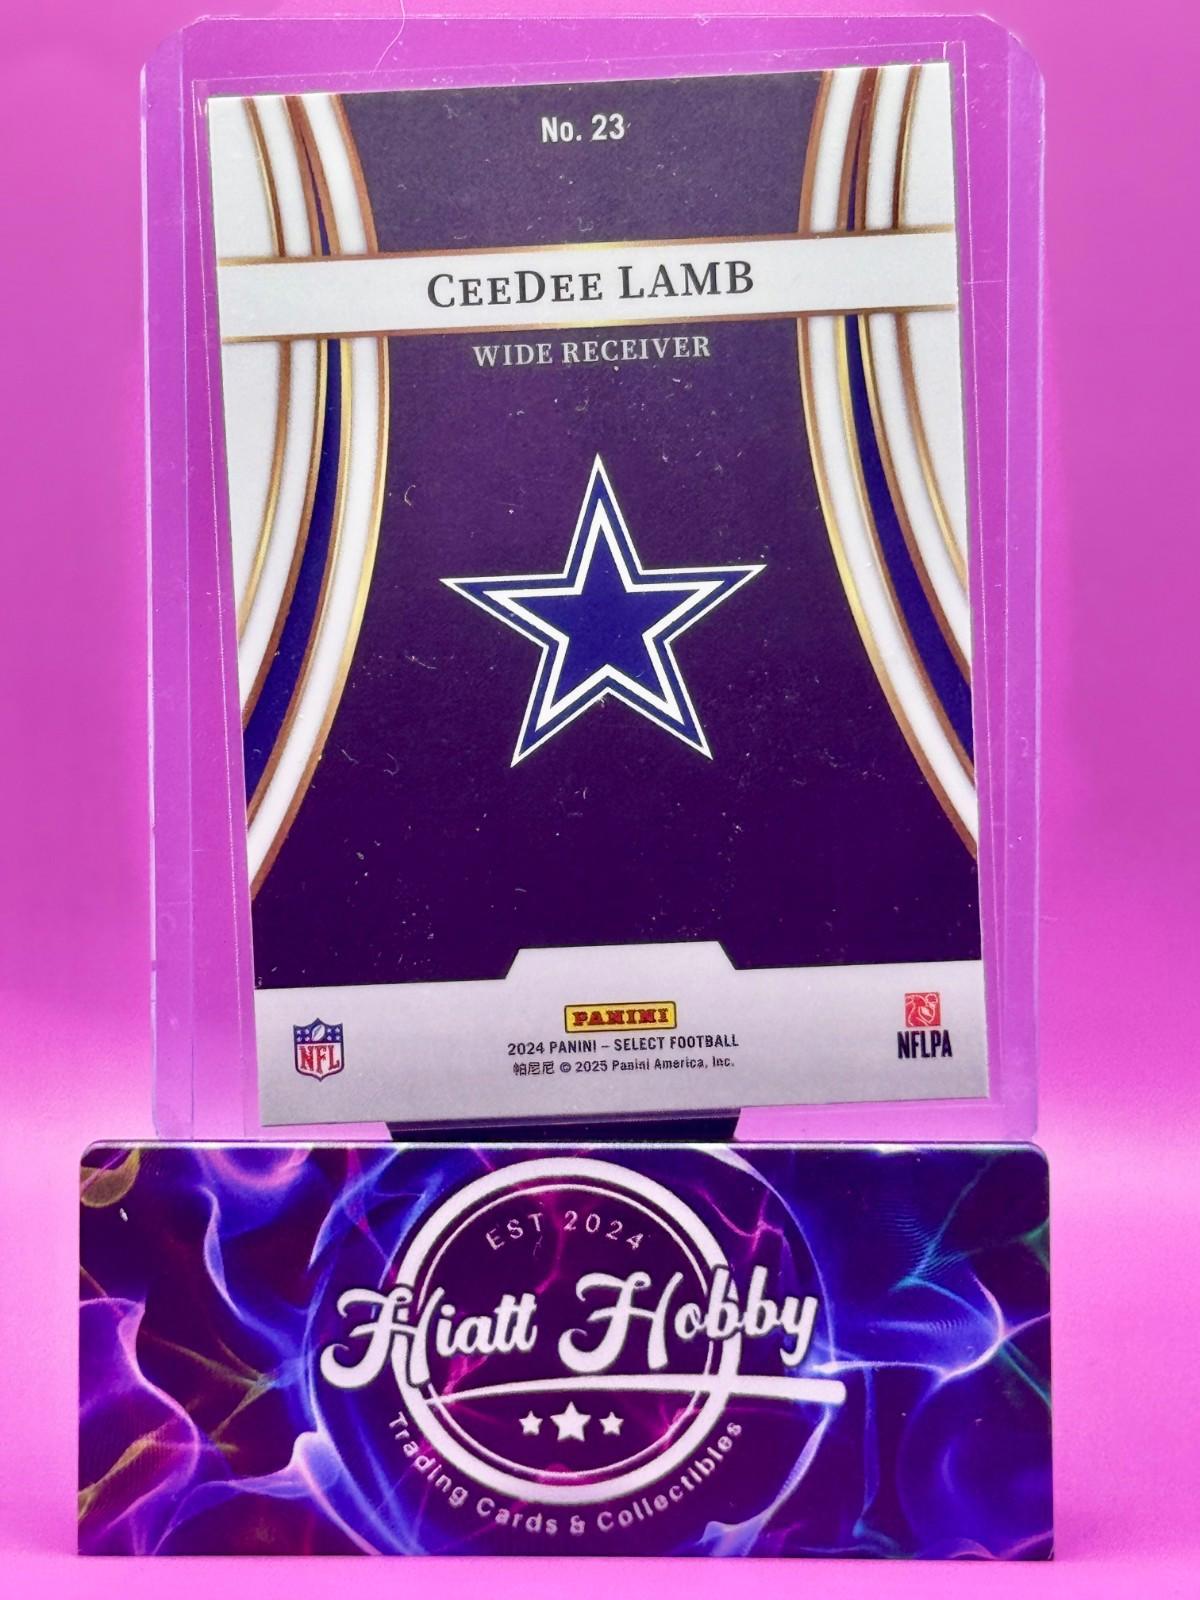 No. 23
CEEDEE LAMB
WIDE RECEIVER
NFL
PANINI
2024 PANINI – SELECT FOOTBALL
帕尼尼 © 2025 Panini America, Inc.
NFLPA
EST 2024
Hiatt Hobby
Trading Cards & Collectibles